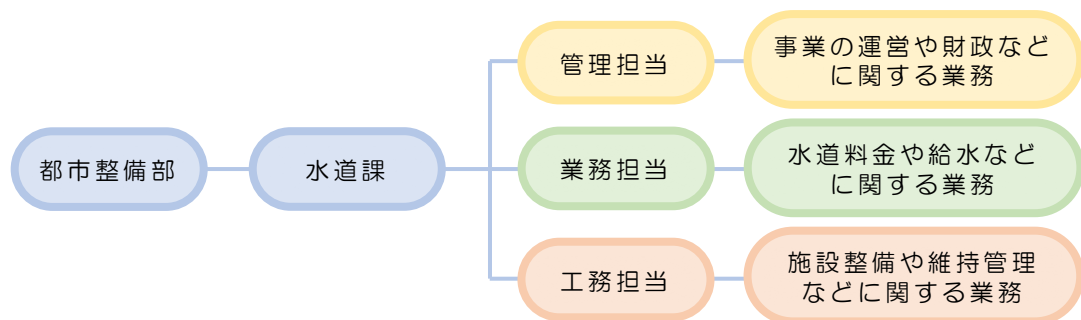 都市整備部
水道課
管理担当
事業の運営や財政など
に関する業務
業務担当
水道料金や給水など
に関する業務
工務担当
施設整備や維持管理
などに関する業務